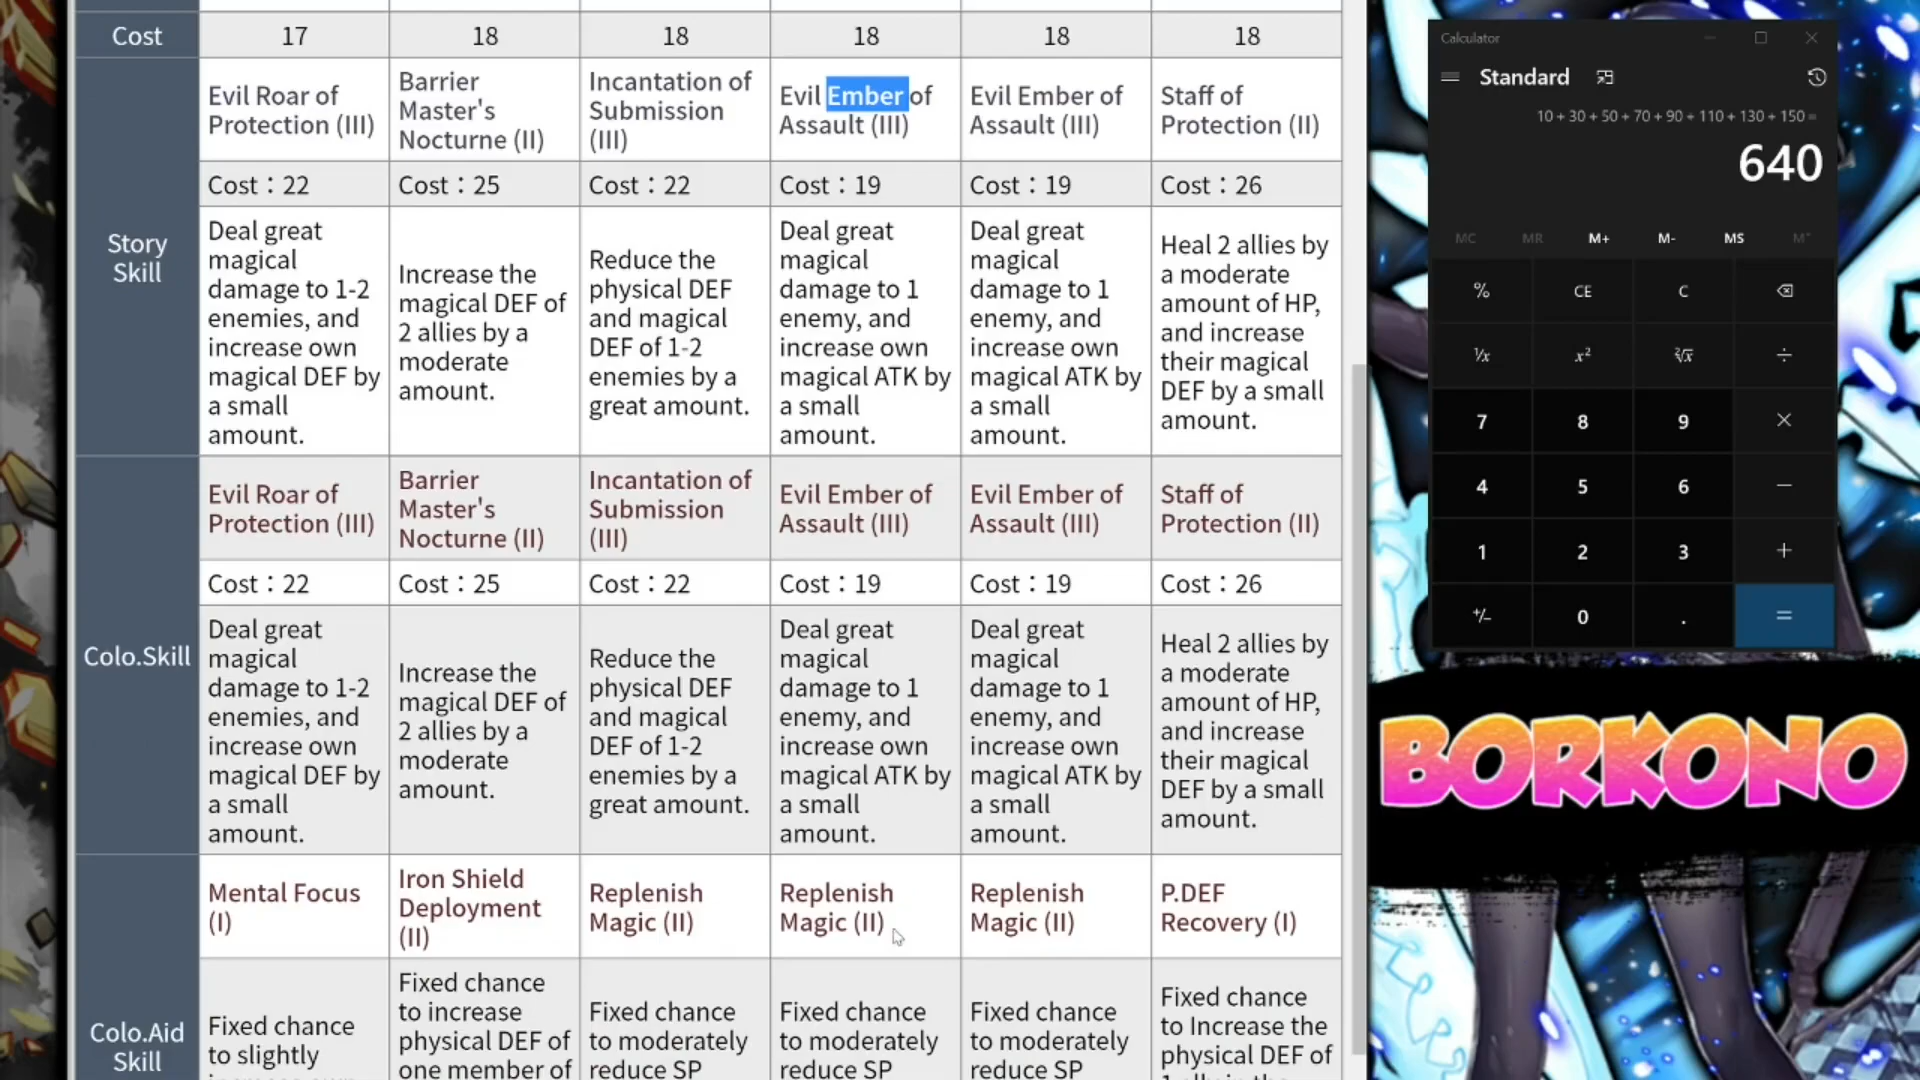 Cost 17 18 18 18 18 18
Story
Skill
Evil Roar of
Protection (III)
Barrier
Master's
Nocturne (II)
Incantation of
Submission
(III)
Evil Ember of
Assault (III)
Evil Ember of
Assault (III)
Staff of
Protection (II)
Cost：22 Cost：25 Cost：22 Cost：19 Cost：19 Cost：26
Deal great
magical
damage to 1-2
enemies, and
increase own
magical DEF by
a small
amount.
Increase the
magical DEF of
2 allies by a
moderate
amount.
Reduce the
physical DEF
and magical
DEF of 1-2
enemies by a
great amount.
Deal great
magical
damage to 1
enemy, and
increase own
magical ATK by
a small
amount.
Deal great
magical
damage to 1
enemy, and
increase own
magical ATK by
a small
amount.
Heal 2 allies by
a moderate
amount of HP,
and increase
their magical
DEF by a small
amount.
Colo.Skill
Evil Roar of
Protection (III)
Barrier
Master's
Nocturne (II)
Incantation of
Submission
(III)
Evil Ember of
Assault (III)
Evil Ember of
Assault (III)
Staff of
Protection (II)
Cost：22 Cost：25 Cost：22 Cost：19 Cost：19 Cost：26
Deal great
magical
damage to 1-2
enemies, and
increase own
magical DEF by
a small
amount.
Increase the
magical DEF of
2 allies by a
moderate
amount.
Reduce the
physical DEF
and magical
DEF of 1-2
enemies by a
great amount.
Deal great
magical
damage to 1
enemy, and
increase own
magical ATK by
a small
amount.
Deal great
magical
damage to 1
enemy, and
increase own
magical ATK by
a small
amount.
Heal 2 allies by
a moderate
amount of HP,
and increase
their magical
DEF by a small
amount.
Colo.Aid
Skill
Mental Focus
(I)
Iron Shield
Deployment
(II)
Replenish
Magic (II)
Replenish
Magic (II)
Replenish
Magic (II)
P.DEF
Recovery (I)
Fixed chance
to slightly
Fixed chance
to increase
physical DEF of
one member of
Fixed chance
to moderately
reduce SP
Fixed chance
to moderately
reduce SP
Fixed chance
to moderately
reduce SP
Fixed chance
to Increase the
physical DEF of
Calculator
Standard
10 + 30 + 50 + 70 + 90 + 110 + 130 + 150 =
640
MC MR M+ M- MS M˅
% CE C
¹/x x² ²√x ÷
7 8 9 ×
4 5 6 −
1 2 3 +
+/− 0 . =
BORKONO